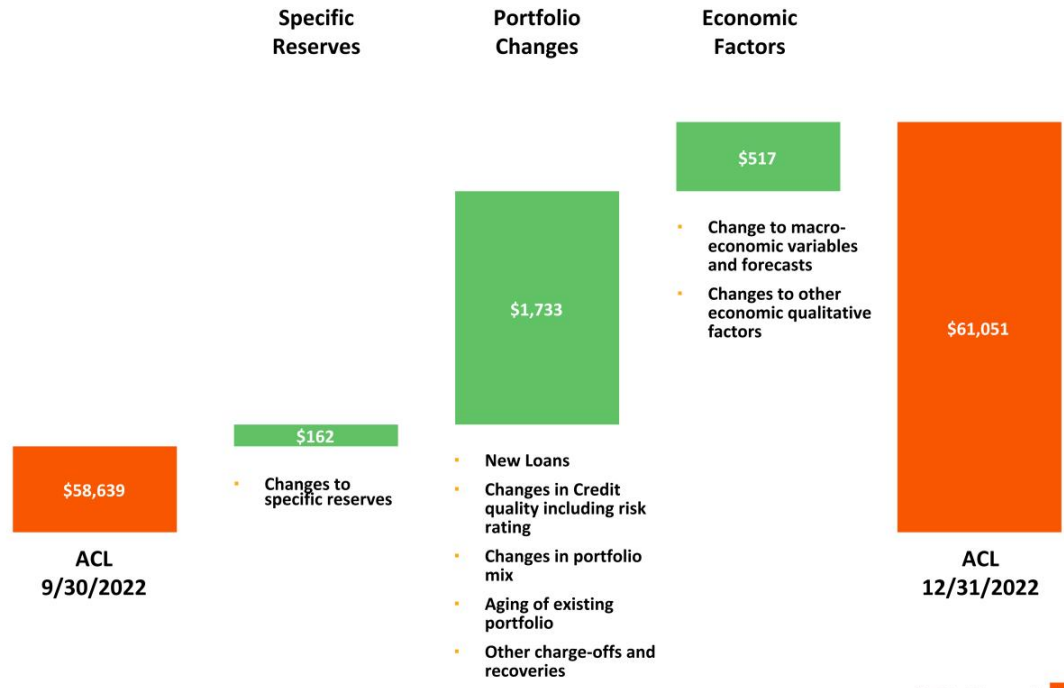 Specific
Reserves
Portfolio
Changes
Economic
Factors
$58,639
ACL
9/30/2022
$162
▪ Changes to
specific reserves
$1,733
▪ New Loans
▪ Changes in Credit
quality including risk
rating
▪ Changes in portfolio
mix
▪ Aging of existing
portfolio
▪ Other charge-offs and
recoveries
$517
▪ Change to macro-
economic variables
and forecasts
▪ Changes to other
economic qualitative
factors
$61,051
ACL
12/31/2022